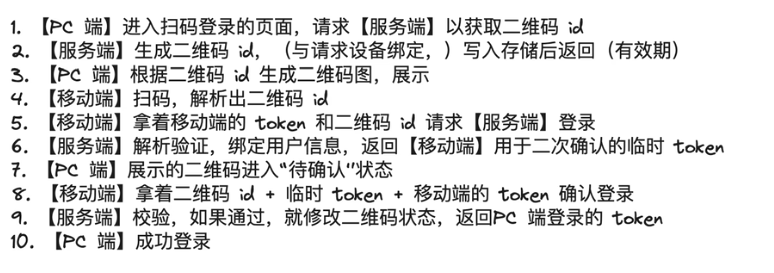 1. 【PC 端】进入扫码登录的页面，请求【服务端】以获取二维码 id
2. 【服务端】生成二维码 id，（与请求设备绑定，）写入存储后返回（有效期）
3. 【PC 端】根据二维码 id 生成二维码图，展示
4. 【移动端】扫码，解析出二维码 id
5. 【移动端】拿着移动端的 token 和二维码 id 请求【服务端】登录
6. 【服务端】解析验证，绑定用户信息，返回【移动端】用于二次确认的临时 token
7. 【PC 端】展示的二维码进入“待确认”状态
8. 【移动端】拿着二维码 id + 临时 token + 移动端的 token 确认登录
9. 【服务端】校验，如果通过，就修改二维码状态，返回PC 端登录的 token
10. 【PC 端】成功登录